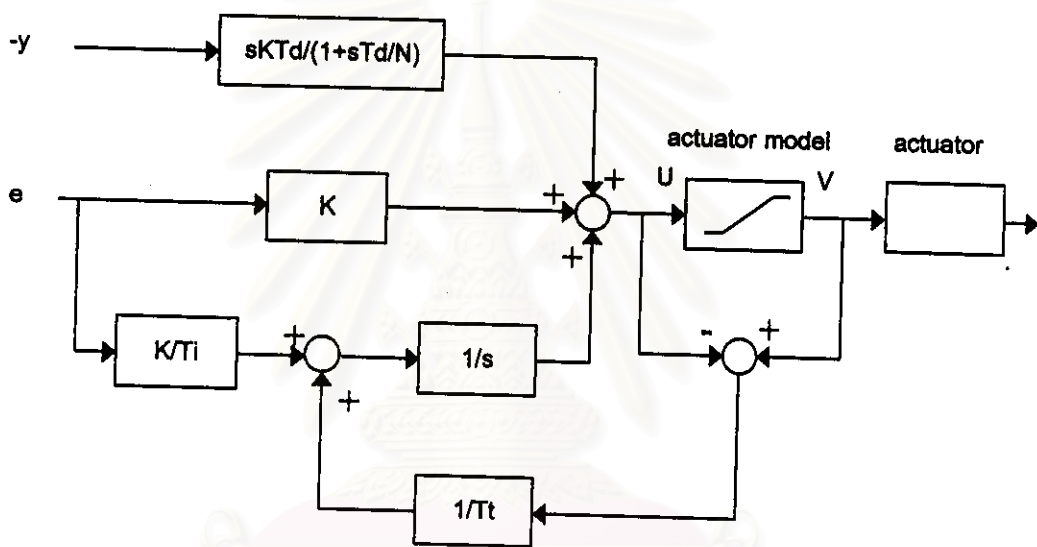 -y
sKTd/(1+sTd/N)
actuator model
actuator
+
U
V
e
K
+
+
K/Ti
+
1/s
-
+
+
1/Tt